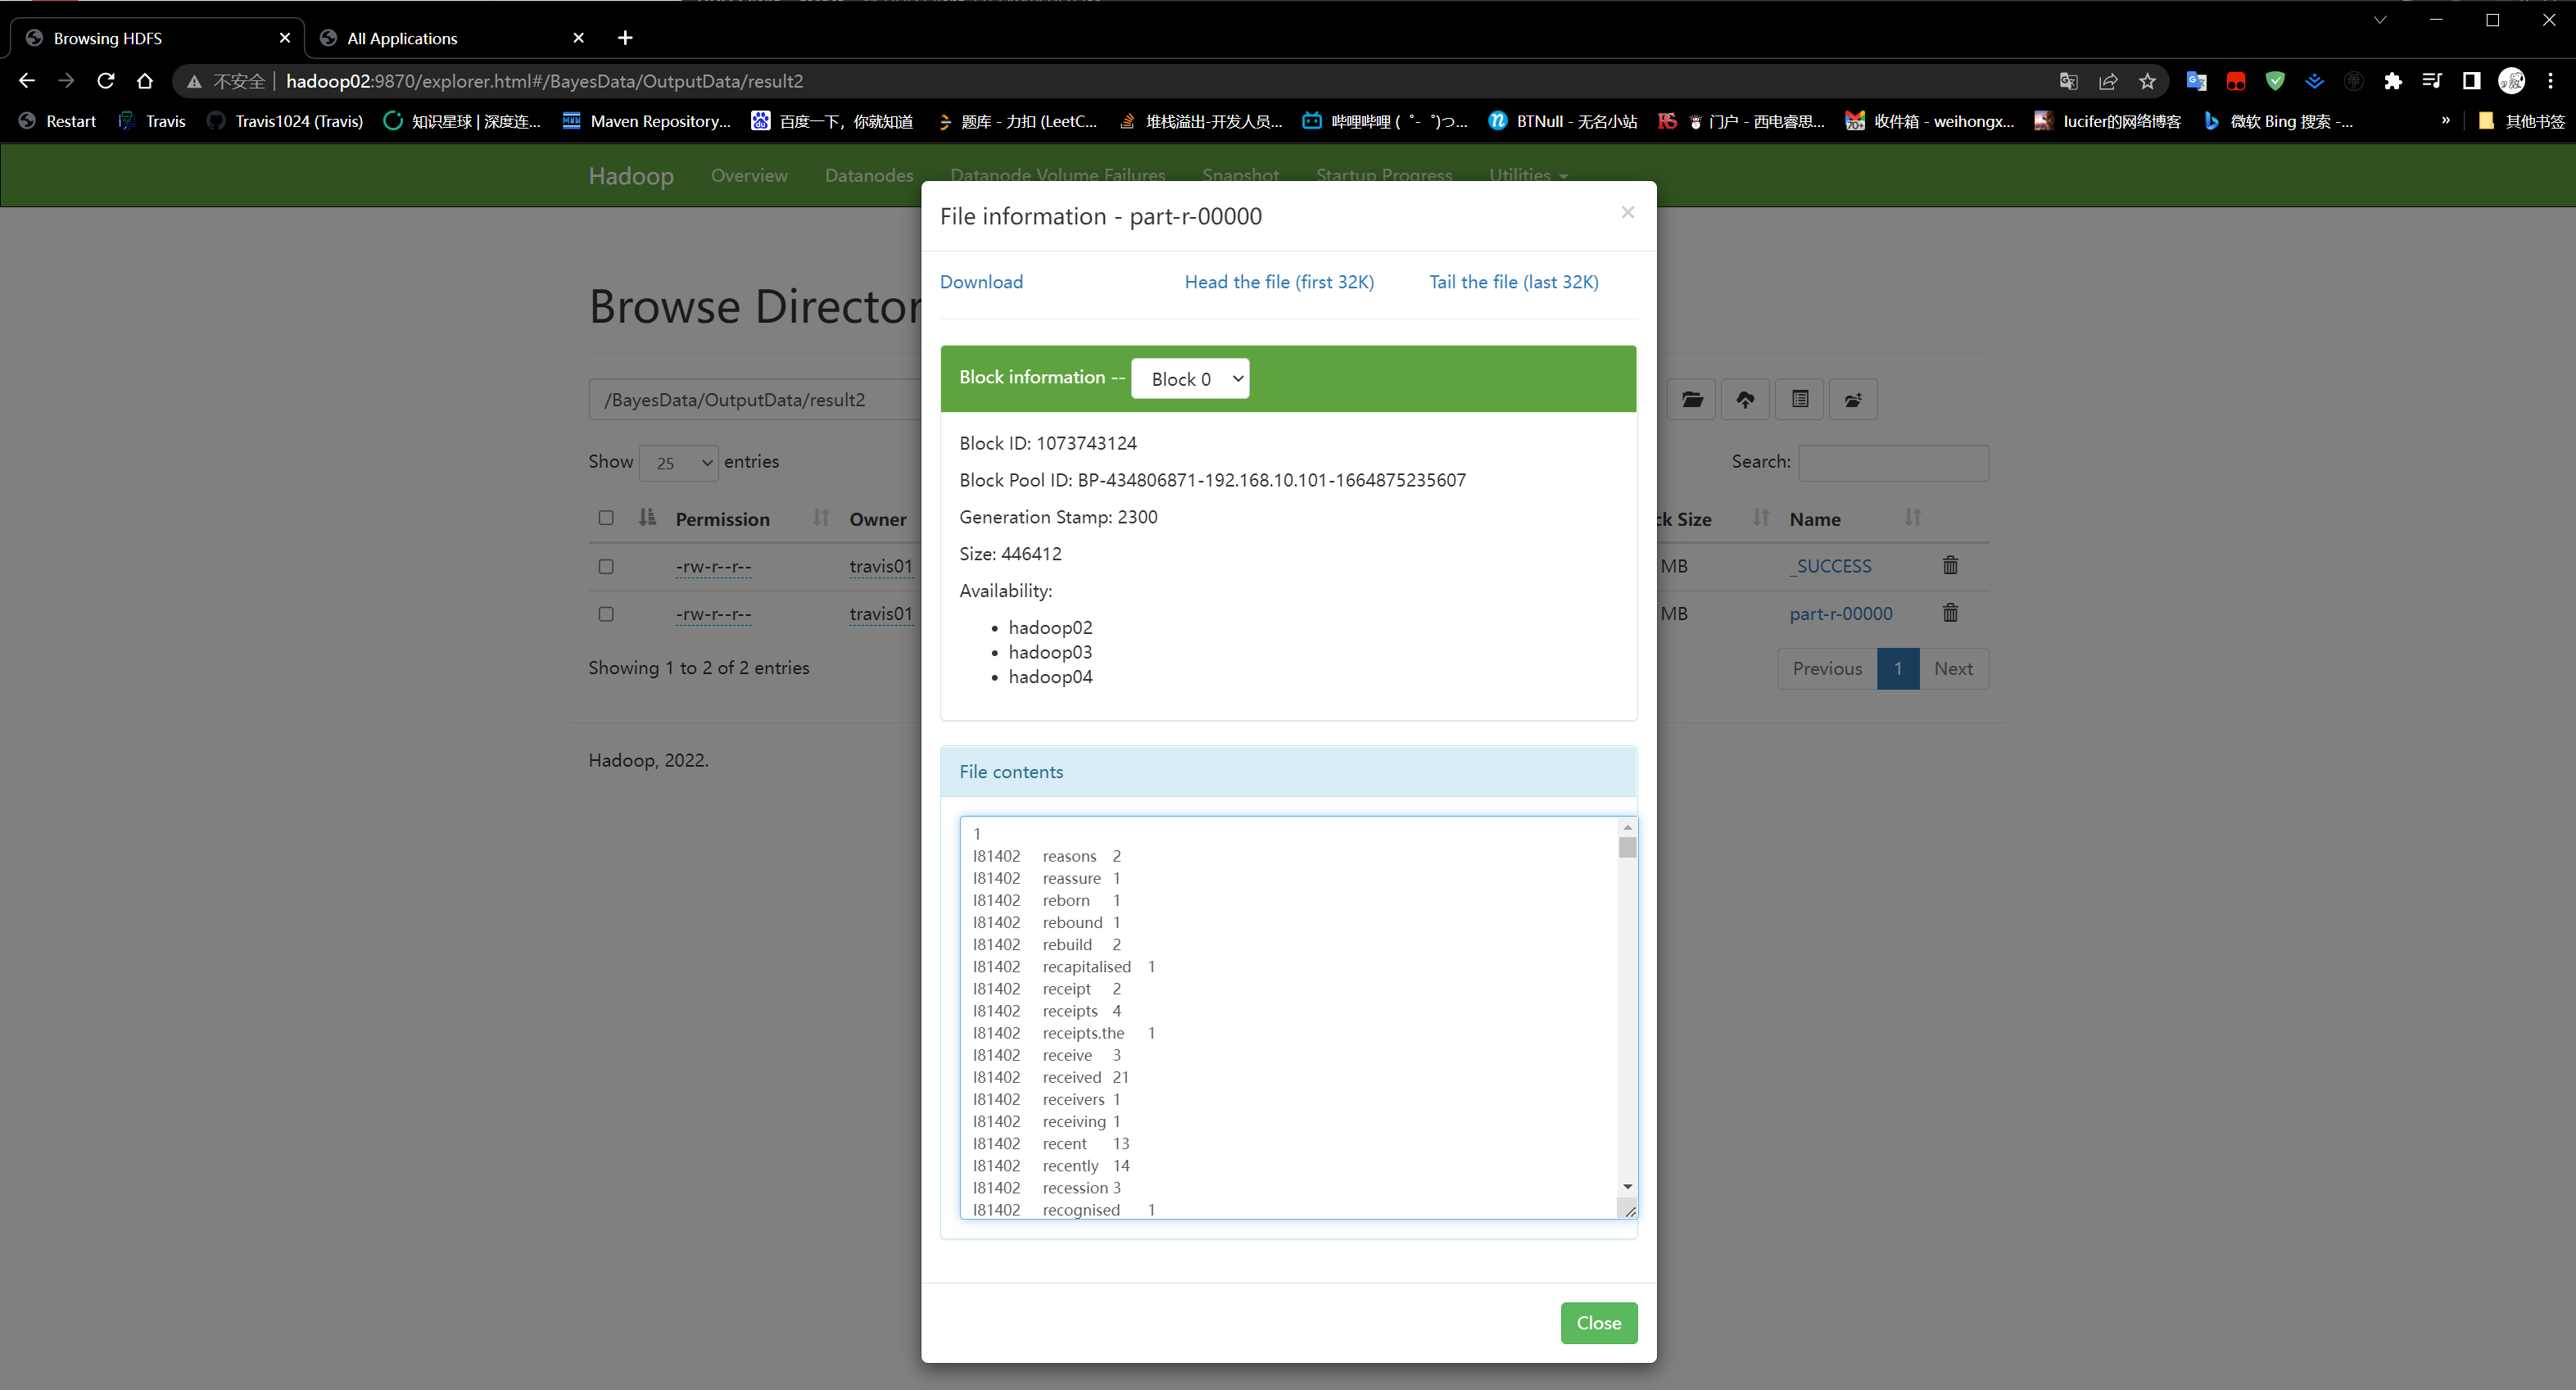 Browsing HDFS
All Applications
不安全 hadoop02:9870/explorer.html#/BayesData/OutputData/result2
Restart Travis Travis1024 (Travis) 知识星球 | 深度连... Maven Repository... 百度一下，你就知道 题库 - 力扣 (LeetC... 堆栈溢出-开发人员... 哔哩哔哩 ( ゜- ゜)つ... BTNull - 无名小站 门户 - 西电睿思... 收件箱 - weihongx... lucifer的网络博客 微软 Bing 搜索 -... » 其他书签
Hadoop Overview Datanodes Datanode Volume Failures Snapshot Startup Progress Utilities
File information - part-r-00000
Download Head the file (first 32K) Tail the file (last 32K)
Browse Director
Block information -- Block 0
/BayesData/OutputData/result2
Block ID: 1073743124
Show 25 entries
Search:
Block Pool ID: BP-434806871-192.168.10.101-1664875235607
Generation Stamp: 2300
Permission Owner ck Size Name
Size: 446412
-rw-r--r-- travis01 MB _SUCCESS
Availability:
-rw-r--r-- travis01 MB part-r-00000
hadoop02
hadoop03
hadoop04
Showing 1 to 2 of 2 entries
Previous 1 Next
Hadoop, 2022.
File contents
1
I81402 reasons 2
I81402 reassure 1
I81402 reborn 1
I81402 rebound 1
I81402 rebuild 2
I81402 recapitalised 1
I81402 receipt 2
I81402 receipts 4
I81402 receipts.the 1
I81402 receive 3
I81402 received 21
I81402 receivers 1
I81402 receiving 1
I81402 recent 13
I81402 recently 14
I81402 recession 3
I81402 recognised 1
Close